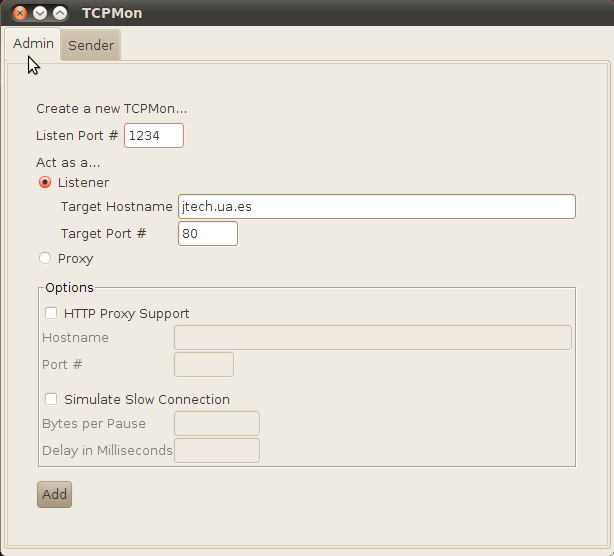 TCPMon
Admin Sender
Create a new TCPMon...
Listen Port # 1234
Act as a...
Listener
Target Hostname jtech.ua.es
Target Port # 80
Proxy
Options
HTTP Proxy Support
Hostname
Port #
Simulate Slow Connection
Bytes per Pause
Delay in Milliseconds
Add